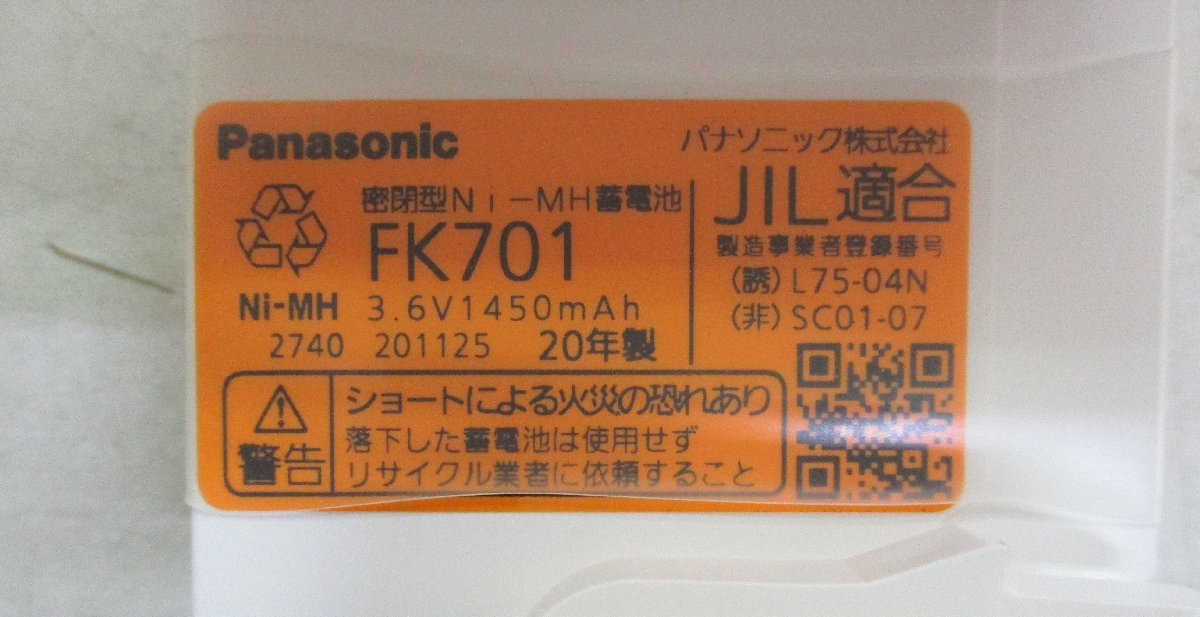 Panasonic
密閉型Ni-MH蓄電池
FK701
Ni-MH 3.6V1450mAh
2740 201125 20年製
パナソニック株式会社
JIL適合
製造事業者登録番号
(誘) L75-04N
(非) SC01-07
警告
ショートによる火災の恐れあり
落下した蓄電池は使用せず
リサイクル業者に依頼すること